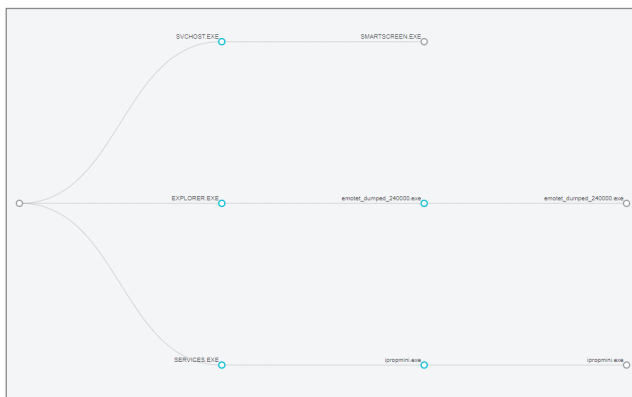 SVCHOST.EXE SMARTSCREEN.EXE
EXPLORER.EXE emotet_dumped_240000.exe emotet_dumped_240000.exe
SERVICES.EXE ipropmini.exe ipropmini.exe